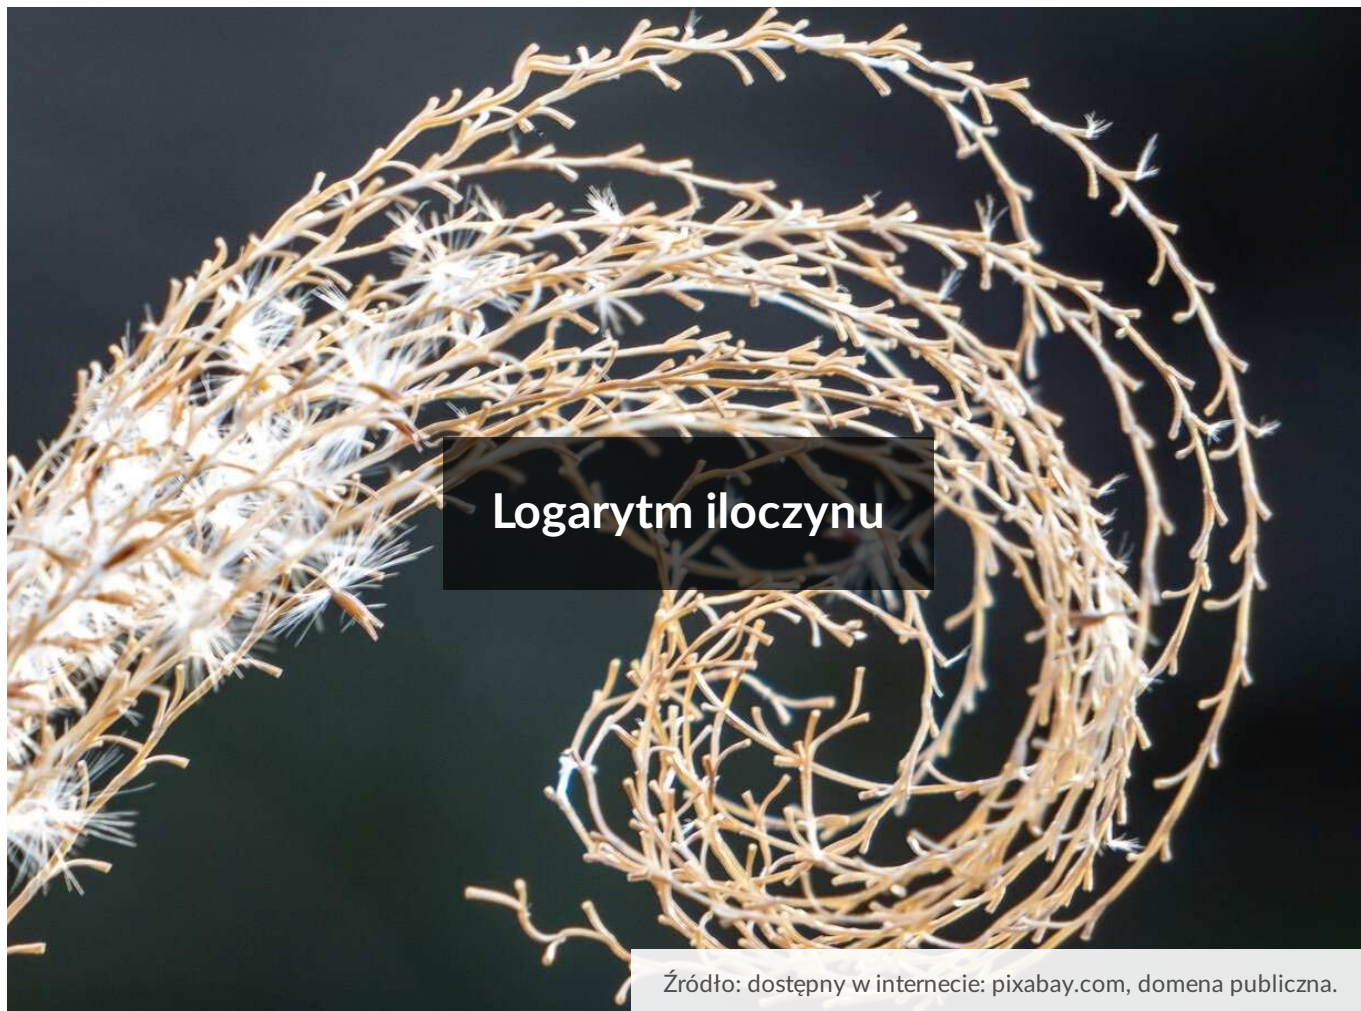 Logarytm iloczynu
Źródło: dostępny w internecie: pixabay.com, domena publiczna.